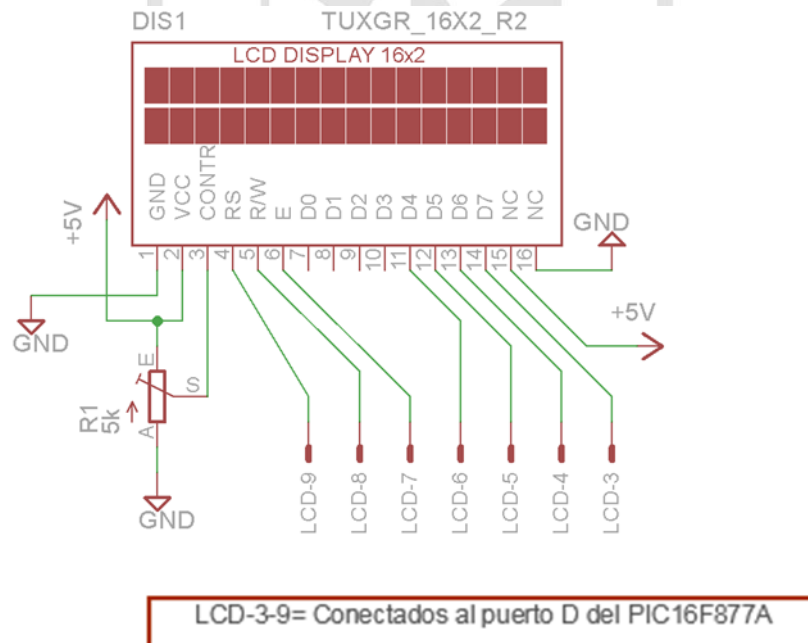 DIS1
TUXGR_16X2_R2
LCD DISPLAY 16x2
GND
VCC
CONTR
RS
R/W
E
D0
D1
D2
D3
D4
D5
D6
D7
NC
NC
1
2
3
4
5
6
7
8
9
10
11
12
13
14
15
16
+5V
GND
GND
+5V
E
S
A
R1
5k
GND
LCD-9
LCD-8
LCD-7
LCD-6
LCD-5
LCD-4
LCD-3
LCD-3-9= Conectados al puerto D del PIC16F877A